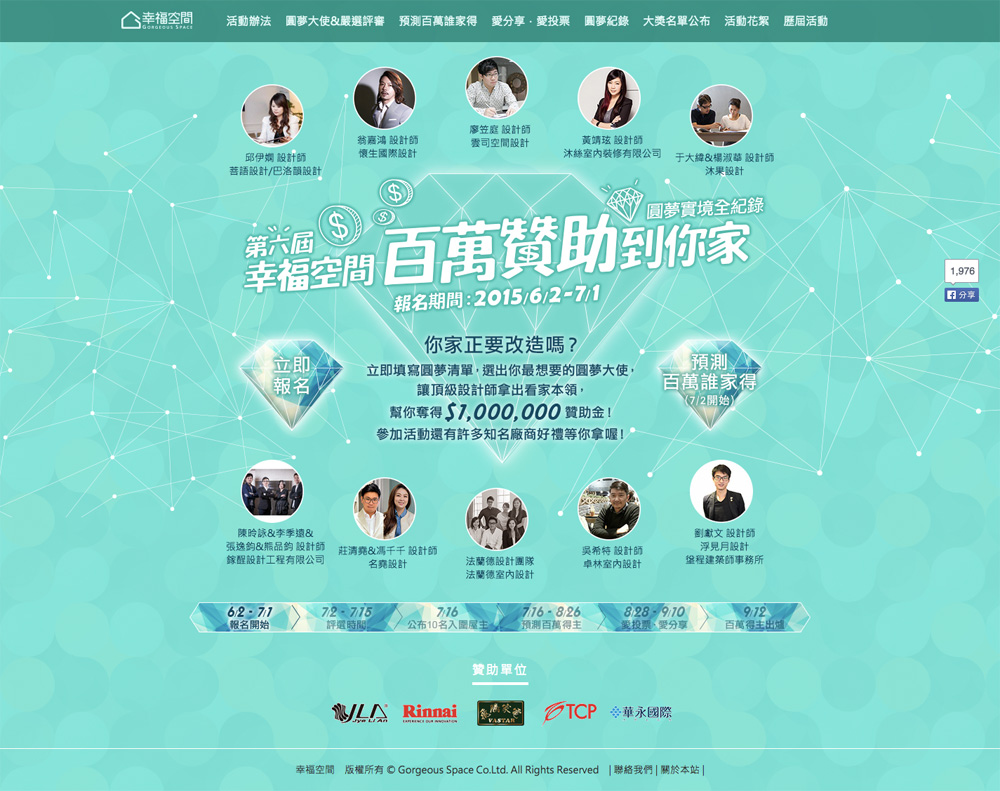 幸福空間
GORGEOUS SPACE
活動辦法 圓夢大使&嚴選評審 預測百萬誰家得 愛分享．愛投票 圓夢紀錄 大獎名單公布 活動花絮 歷屆活動
廖笠庭 設計師
雲司空間設計
翁嘉鴻 設計師
懷生國際設計
黃靖玹 設計師
沐絲室內裝修有限公司
邱伊嫻 設計師
菩語設計/巴洛韻設計
于大緯&楊淑華 設計師
沐果設計
圓夢實境全紀錄
第六屆
幸福空間 百萬贊助到你家
報名期間：2015/6/2-7/1
1,976
分享
你家正要改造嗎？
立即填寫圓夢清單，選出你最想要的圓夢大使，
讓頂級設計師拿出看家本領，
幫你奪得 $1,000,000 贊助金！
參加活動還有許多知名廠商好禮等你拿喔！
立即
報名
預測
百萬誰家得
(7/2開始)
陳昤詠&李季遠&
張逸鈞&熊品鈞 設計師
鎵醍設計工程有限公司
莊清堯&馮千千 設計師
名堯設計
法蘭德設計團隊
法蘭德室內設計
吳希特 設計師
卓林室內設計
劉獻文 設計師
浮見月設計
暄程建築師事務所
6/2 - 7/1 7/2 - 7/15 7/16 7/16 - 8/26 8/28 - 9/10 9/12
報名開始 評選時間 公布10名入圍屋主 預測百萬得主 愛投票、愛分享 百萬得主出爐
贊助單位
JYLA
Jye Li An
Rinnai
EXPERIENCE OUR INNOVATION
VASTAR
TCP
華永國際
幸福空間 版權所有 © Gorgeous Space Co.Ltd. All Rights Reserved | 聯絡我們 | 關於本站 |